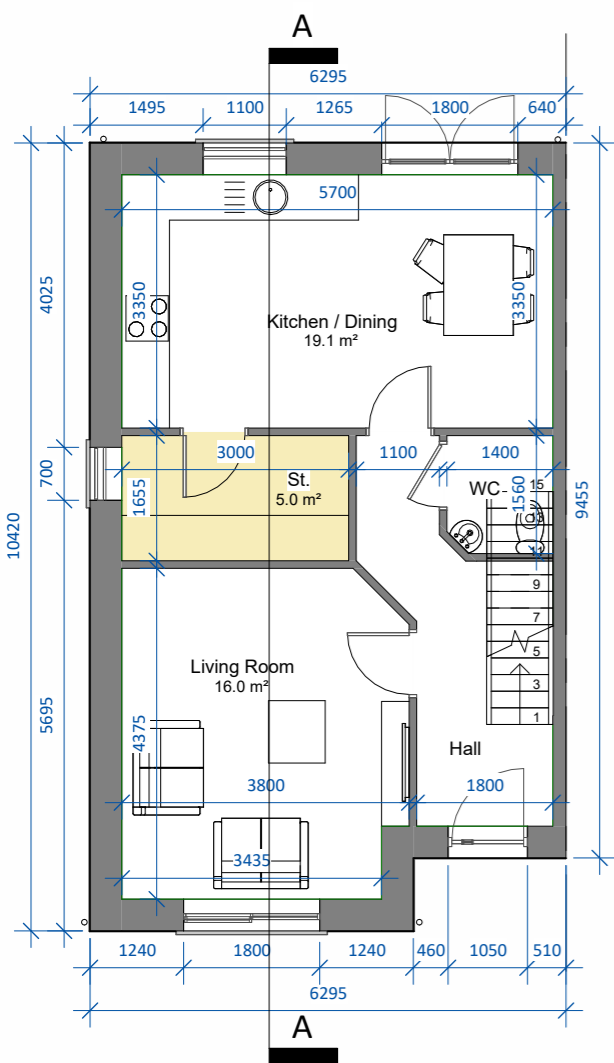 A
6295
1495 1100 1265 1800 640
5700
4025
3350
3350
Kitchen / Dining
19.1 m²
700
3000 1100 1400
St.
5.0 m²
WC
15
1655
1560
13
11
10420
9455
9
7
5
3
1
Living Room
16.0 m²
5695
4375
Hall
3800 1800
3435
1240 1800 1240 460 1050 510
6295
A